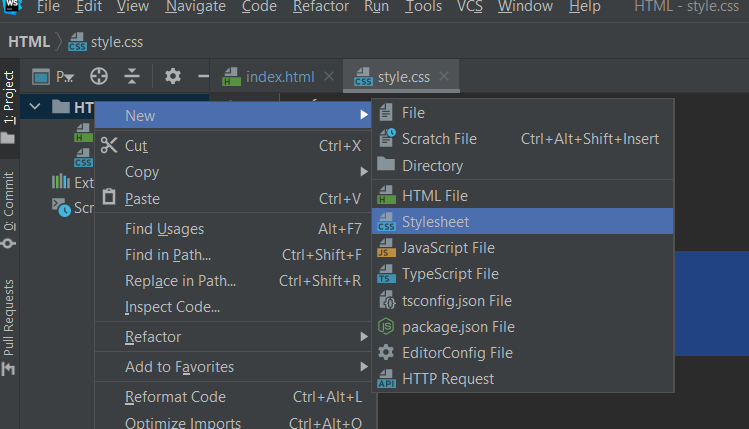 WS File Edit View Navigate Code Refactor Run Tools VCS Window Help HTML - style.css
HTML style.css
P... index.html style.css
1: Project
0: Commit
Pull Requests
HT
Ext
Scr
New
Cut Ctrl+X
Copy
Paste Ctrl+V
Find Usages Alt+F7
Find in Path... Ctrl+Shift+F
Replace in Path... Ctrl+Shift+R
Inspect Code...
Refactor
Add to Favorites
Reformat Code Ctrl+Alt+L
Optimize Imports Ctrl+Alt+O
File
Scratch File Ctrl+Alt+Shift+Insert
Directory
HTML File
Stylesheet
JavaScript File
TypeScript File
tsconfig.json File
package.json File
EditorConfig File
HTTP Request